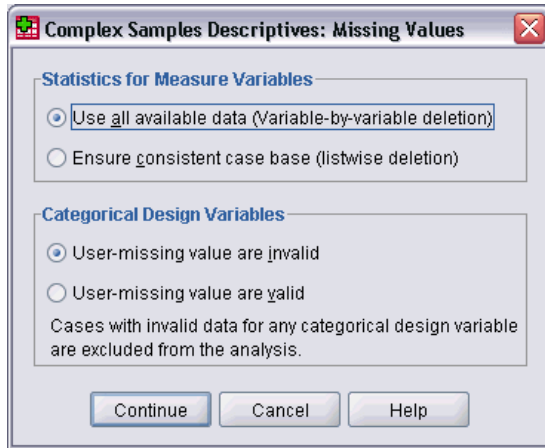 Complex Samples Descriptives: Missing Values
Statistics for Measure Variables
Use all available data (Variable-by-variable deletion)
Ensure consistent case base (listwise deletion)
Categorical Design Variables
User-missing value are invalid
User-missing value are valid
Cases with invalid data for any categorical design variable
are excluded from the analysis.
Continue
Cancel
Help